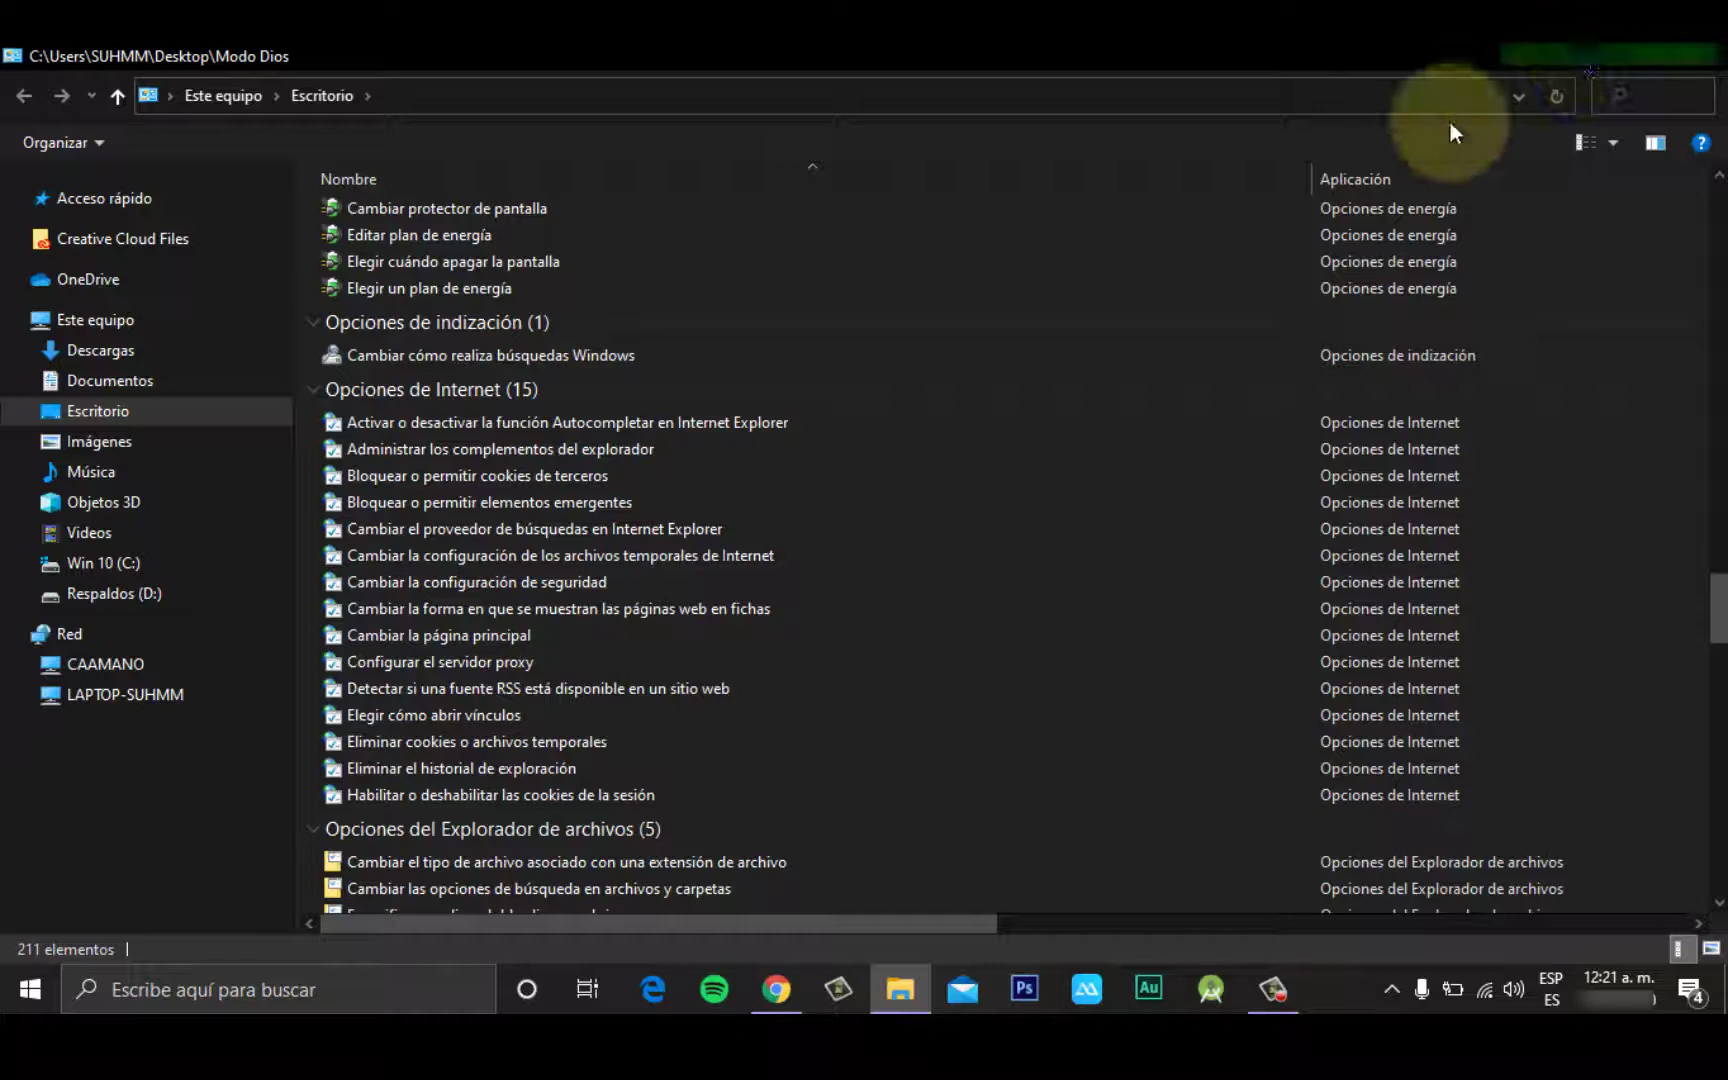 C:\Users\SUHMM\Desktop\Modo Dios
Este equipo > Escritorio >
Organizar
Acceso rápido
Creative Cloud Files
OneDrive
Este equipo
Descargas
Documentos
Escritorio
Imágenes
Música
Objetos 3D
Videos
Win 10 (C:)
Respaldos (D:)
Red
CAAMANO
LAPTOP-SUHMM
Nombre Aplicación
Cambiar protector de pantalla Opciones de energía
Editar plan de energía Opciones de energía
Elegir cuándo apagar la pantalla Opciones de energía
Elegir un plan de energía Opciones de energía
Opciones de indización (1)
Cambiar cómo realiza búsquedas Windows Opciones de indización
Opciones de Internet (15)
Activar o desactivar la función Autocompletar en Internet Explorer Opciones de Internet
Administrar los complementos del explorador Opciones de Internet
Bloquear o permitir cookies de terceros Opciones de Internet
Bloquear o permitir elementos emergentes Opciones de Internet
Cambiar el proveedor de búsquedas en Internet Explorer Opciones de Internet
Cambiar la configuración de los archivos temporales de Internet Opciones de Internet
Cambiar la configuración de seguridad Opciones de Internet
Cambiar la forma en que se muestran las páginas web en fichas Opciones de Internet
Cambiar la página principal Opciones de Internet
Configurar el servidor proxy Opciones de Internet
Detectar si una fuente RSS está disponible en un sitio web Opciones de Internet
Elegir cómo abrir vínculos Opciones de Internet
Eliminar cookies o archivos temporales Opciones de Internet
Eliminar el historial de exploración Opciones de Internet
Habilitar o deshabilitar las cookies de la sesión Opciones de Internet
Opciones del Explorador de archivos (5)
Cambiar el tipo de archivo asociado con una extensión de archivo Opciones del Explorador de archivos
Cambiar las opciones de búsqueda en archivos y carpetas Opciones del Explorador de archivos
211 elementos
Escribe aquí para buscar
Ps
Au
ESP
ES
12:21 a. m.
4